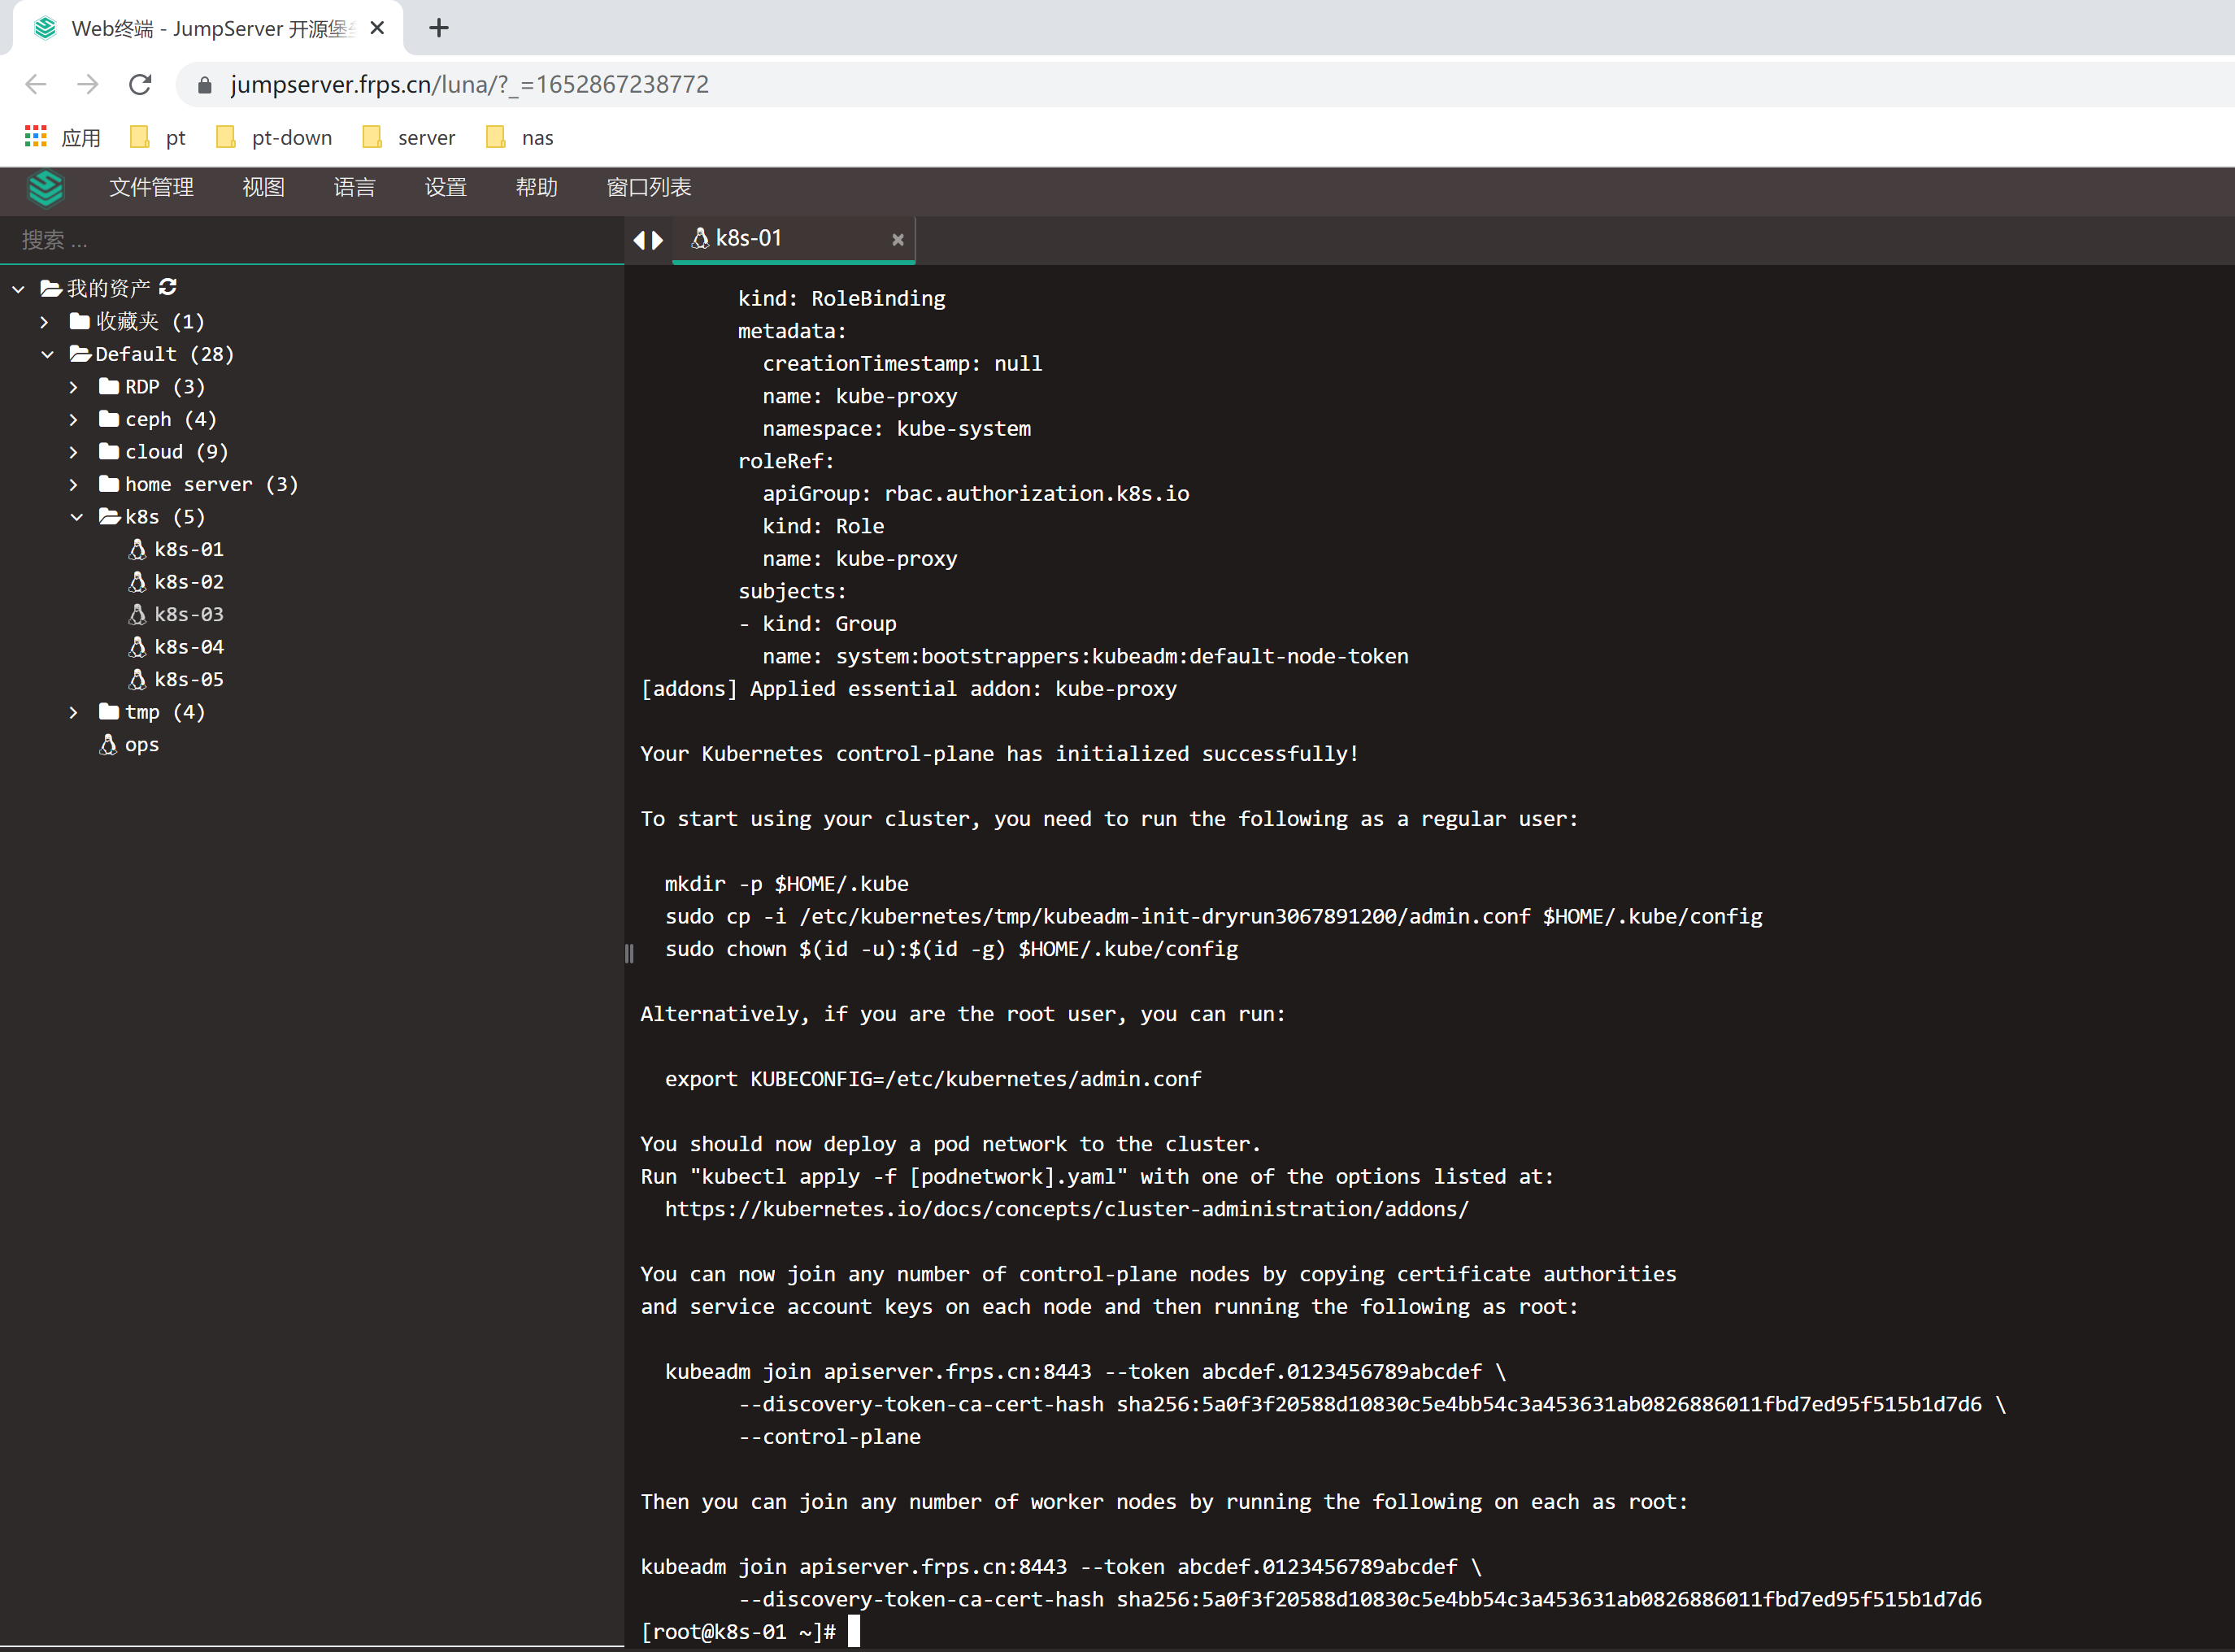 Web终端 - JumpServer 开源堡
jumpserver.frps.cn/luna/?_=1652867238772
应用 pt pt-down server nas
文件管理 视图 语言 设置 帮助 窗口列表
搜索 ...
我的资产
收藏夹 (1)
Default (28)
RDP (3)
ceph (4)
cloud (9)
home server (3)
k8s (5)
k8s-01
k8s-02
k8s-03
k8s-04
k8s-05
tmp (4)
ops
k8s-01
kind: RoleBinding
metadata:
creationTimestamp: null
name: kube-proxy
namespace: kube-system
roleRef:
apiGroup: rbac.authorization.k8s.io
kind: Role
name: kube-proxy
subjects:
- kind: Group
name: system:bootstrappers:kubeadm:default-node-token
[addons] Applied essential addon: kube-proxy
Your Kubernetes control-plane has initialized successfully!
To start using your cluster, you need to run the following as a regular user:
mkdir -p $HOME/.kube
sudo cp -i /etc/kubernetes/tmp/kubeadm-init-dryrun3067891200/admin.conf $HOME/.kube/config
sudo chown $(id -u):$(id -g) $HOME/.kube/config
Alternatively, if you are the root user, you can run:
export KUBECONFIG=/etc/kubernetes/admin.conf
You should now deploy a pod network to the cluster.
Run "kubectl apply -f [podnetwork].yaml" with one of the options listed at:
https://kubernetes.io/docs/concepts/cluster-administration/addons/
You can now join any number of control-plane nodes by copying certificate authorities
and service account keys on each node and then running the following as root:
kubeadm join apiserver.frps.cn:8443 --token abcdef.0123456789abcdef \
--discovery-token-ca-cert-hash sha256:5a0f3f20588d10830c5e4bb54c3a453631ab0826886011fbd7ed95f515b1d7d6 \
--control-plane
Then you can join any number of worker nodes by running the following on each as root:
kubeadm join apiserver.frps.cn:8443 --token abcdef.0123456789abcdef \
--discovery-token-ca-cert-hash sha256:5a0f3f20588d10830c5e4bb54c3a453631ab0826886011fbd7ed95f515b1d7d6
[root@k8s-01 ~]#